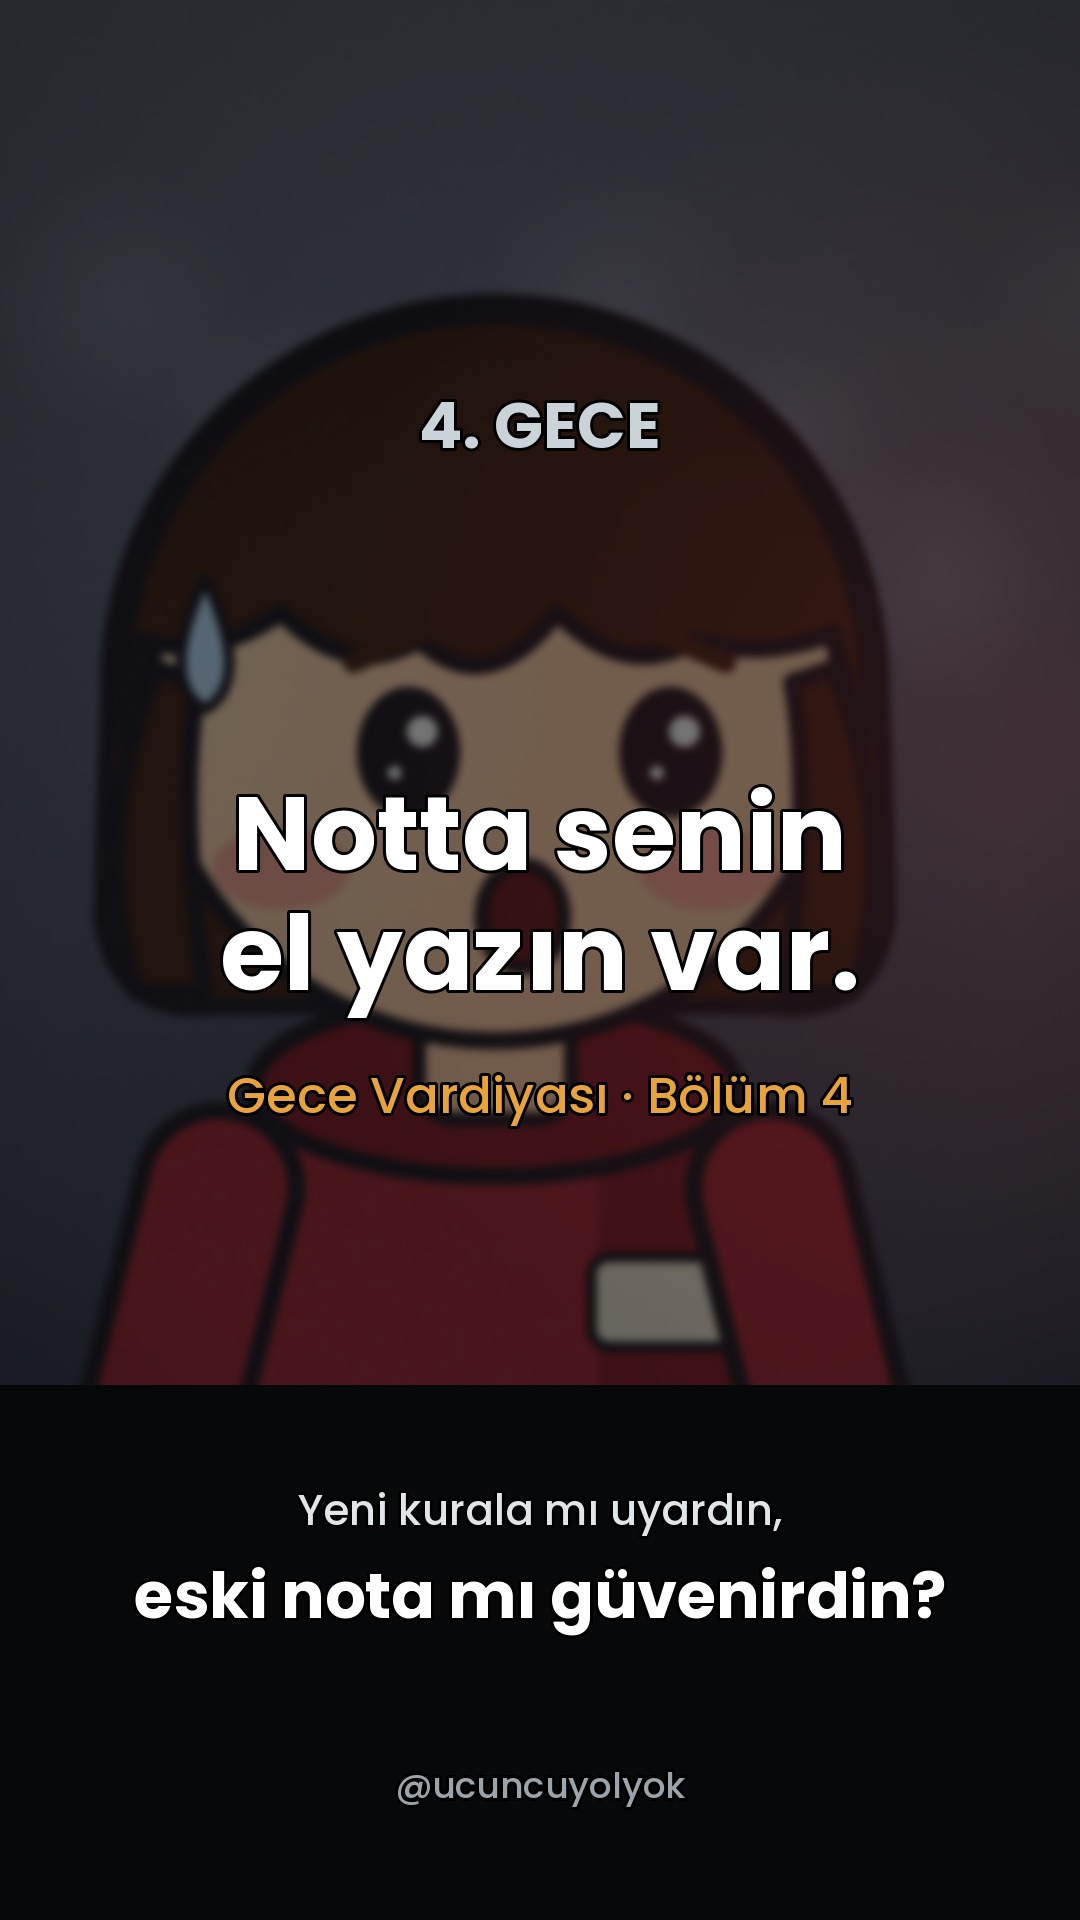 4. GECE
Notta senin
el yazın var.
Gece Vardiyası · Bölüm 4
Yeni kurala mı uyardın,
eski nota mı güvenirdin?
@ucuncuyolyok